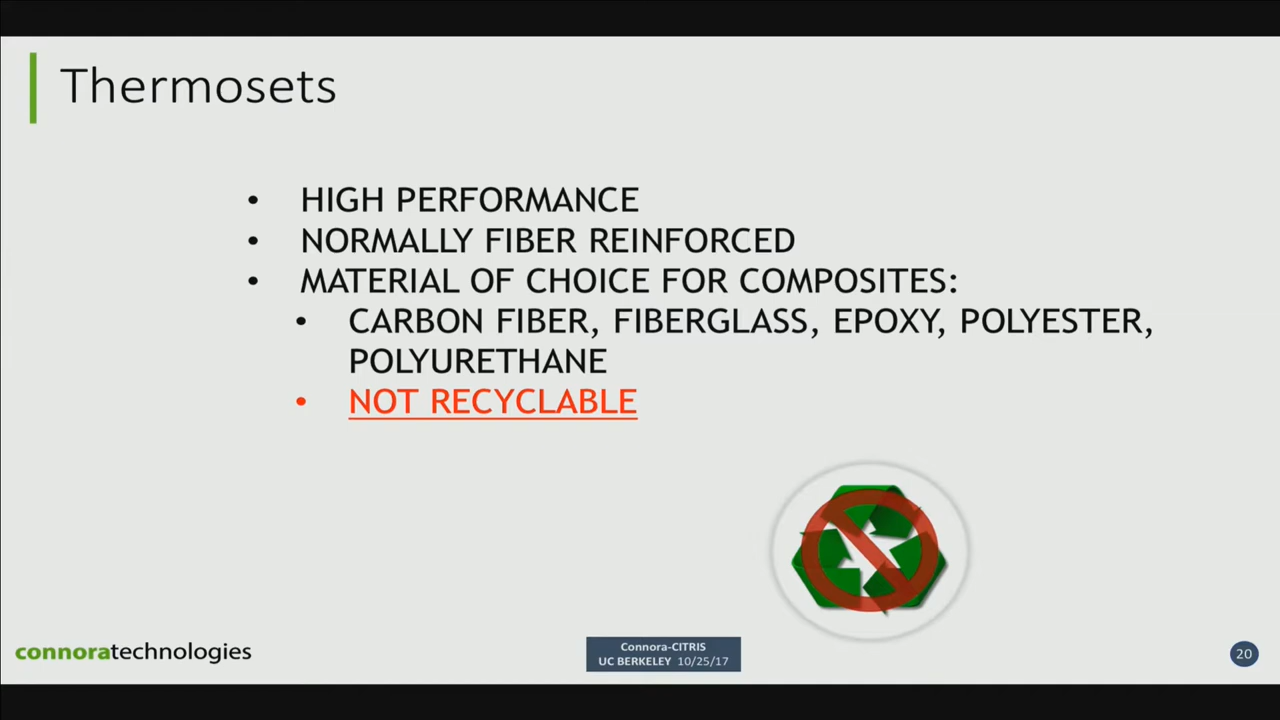 Thermosets
• HIGH PERFORMANCE
• NORMALLY FIBER REINFORCED
• MATERIAL OF CHOICE FOR COMPOSITES:
• CARBON FIBER, FIBERGLASS, EPOXY, POLYESTER,
POLYURETHANE
• NOT RECYCLABLE
connoratechnologies
Connora-CITRIS
UC BERKELEY 10/25/17
20